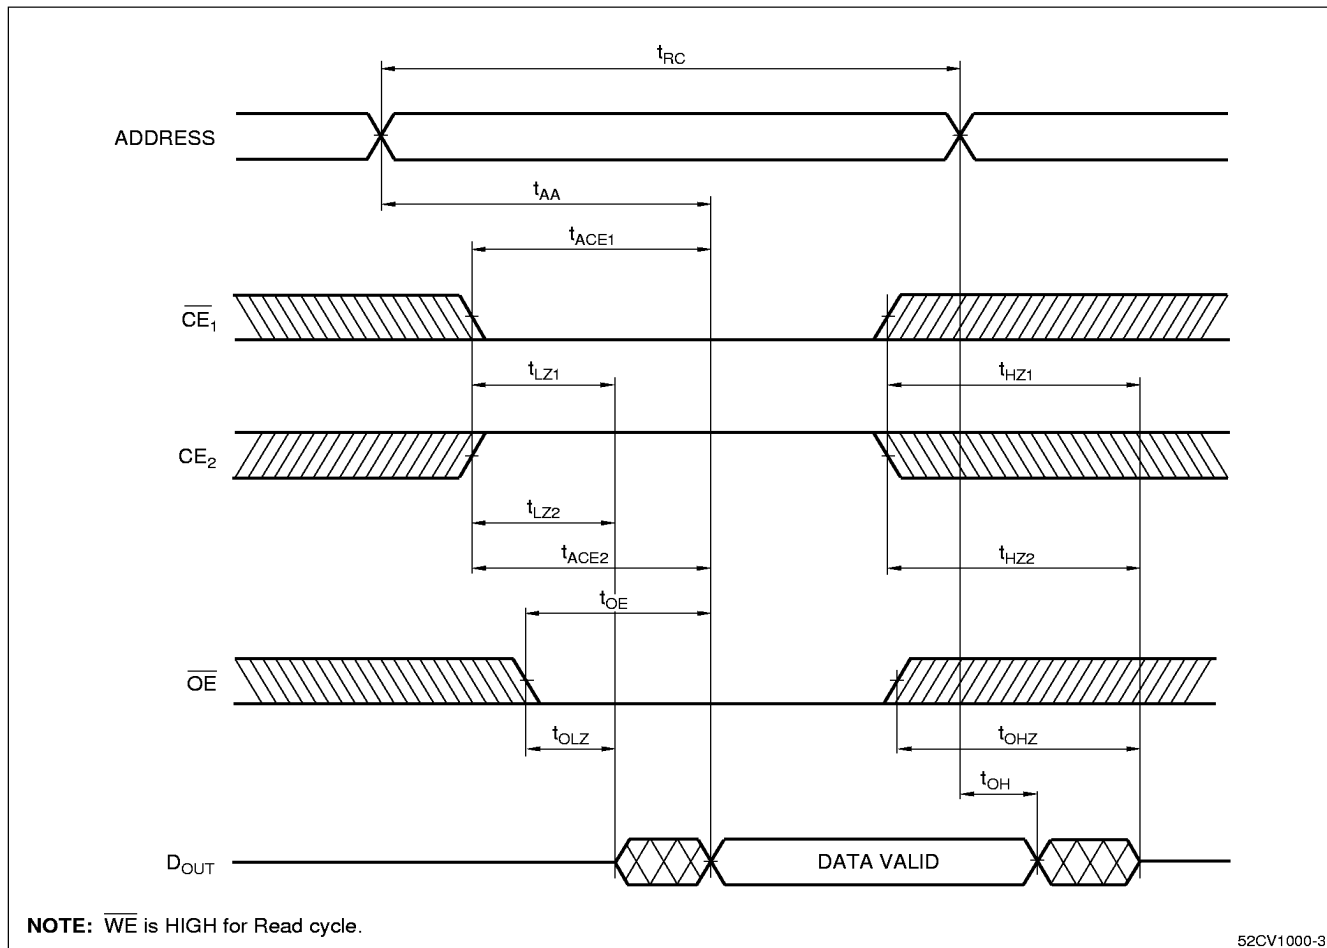 tRC
ADDRESS
tAA
tACE1
CE1
tLZ1
tHZ1
CE2
tLZ2
tACE2
tHZ2
tOE
OE
tOLZ
tOHZ
tOH
DOUT
DATA VALID
NOTE: WE is HIGH for Read cycle.
52CV1000-3